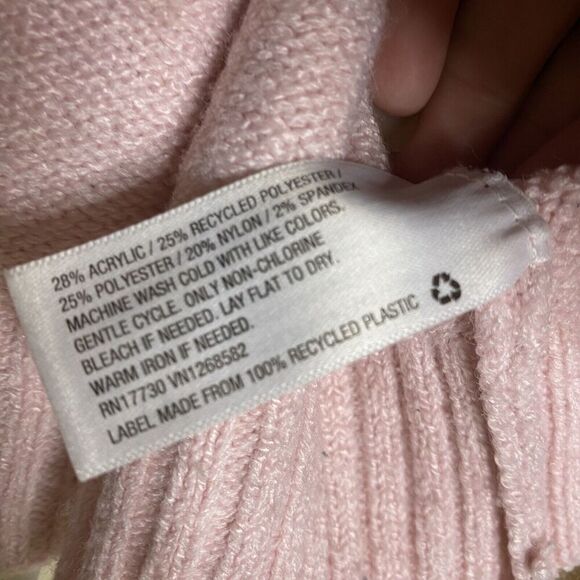 28% ACRYLIC / 25% RECYCLED POLYESTER /
25% POLYESTER / 20% NYLON / 2% SPANDEX
MACHINE WASH COLD WITH LIKE COLORS.
GENTLE CYCLE. ONLY NON-CHLORINE
BLEACH IF NEEDED. LAY FLAT TO DRY.
WARM IRON IF NEEDED.
RN17730 VN1268582
LABEL MADE FROM 100% RECYCLED PLASTIC